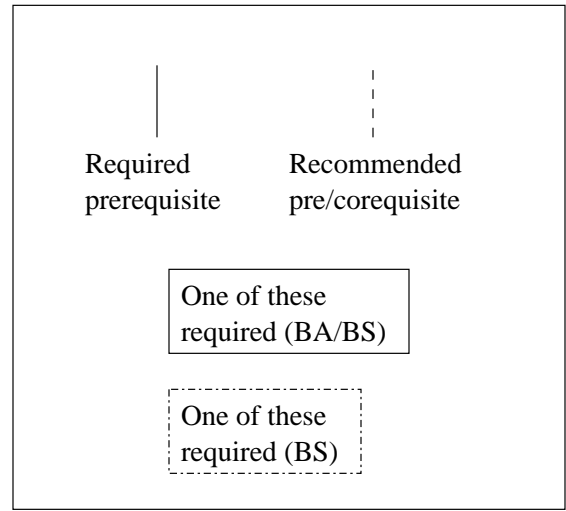 Required
prerequisite
Recommended
pre/corequisite
One of these
required (BA/BS)
One of these
required (BS)